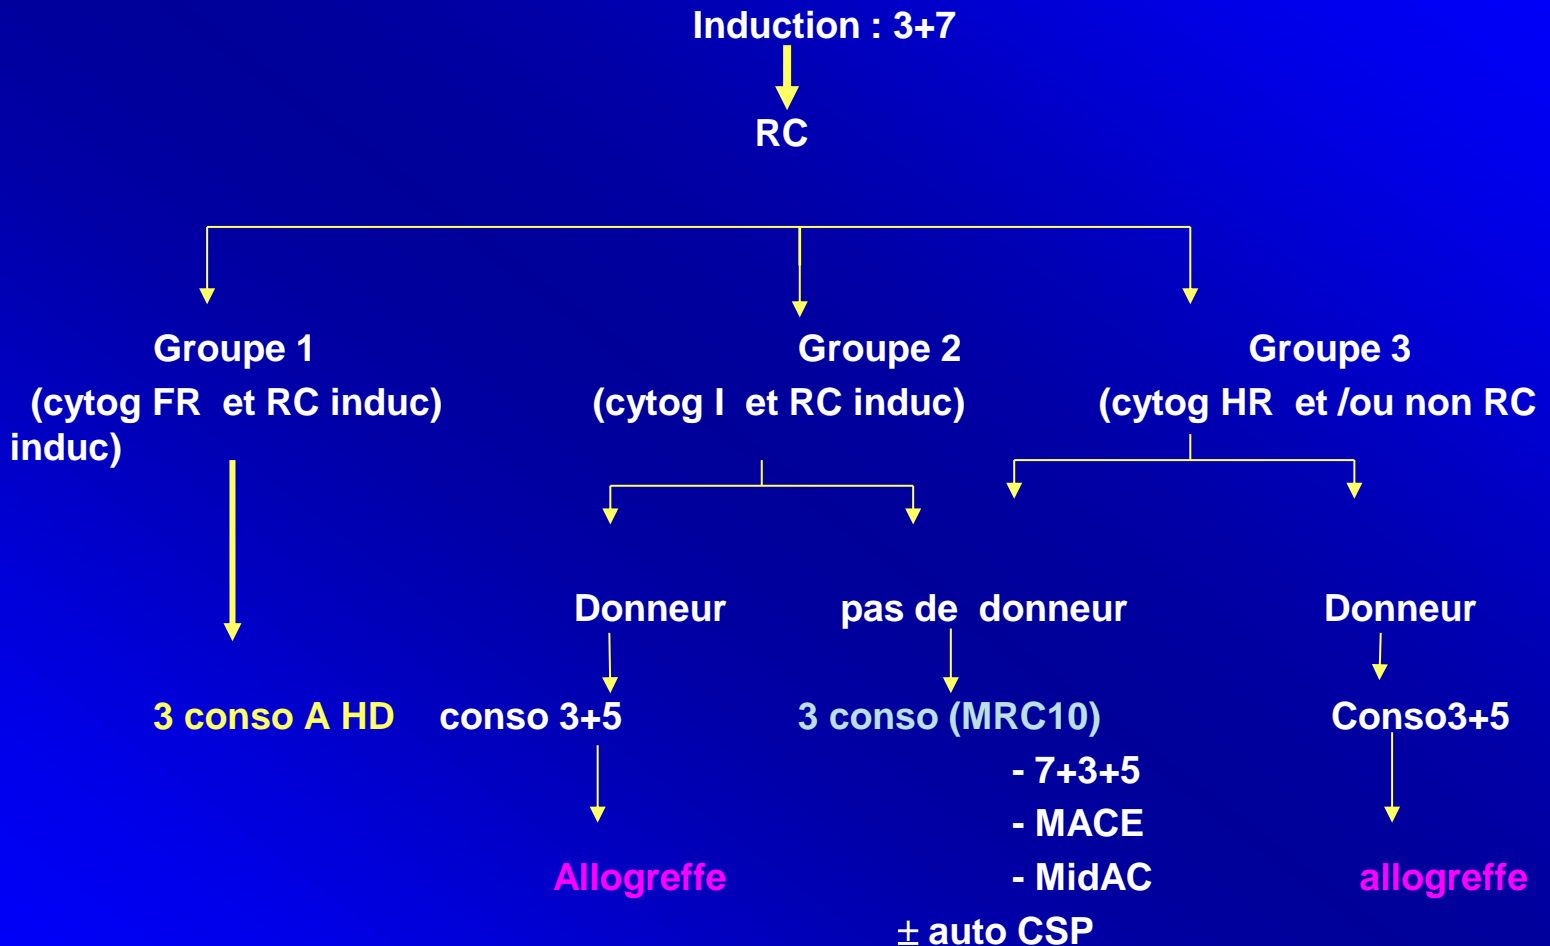 Induction : 3+7
RC
Groupe 1 Groupe 2 Groupe 3
(cytog FR et RC induc) (cytog I et RC induc) (cytog HR et /ou non RC
induc)
Donneur pas de donneur Donneur
3 conso A HD conso 3+5 3 conso (MRC10) Conso3+5
- 7+3+5
- MACE
Allogreffe - MidAC allogreffe
± auto CSP